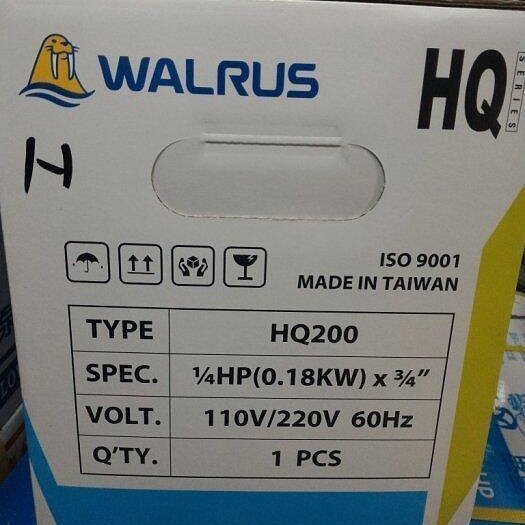 WALRUS
HQ
SERIES
ISO 9001
MADE IN TAIWAN
TYPE HQ200
SPEC. ¼HP(0.18KW) x ¾”
VOLT. 110V/220V 60Hz
Q'TY. 1 PCS